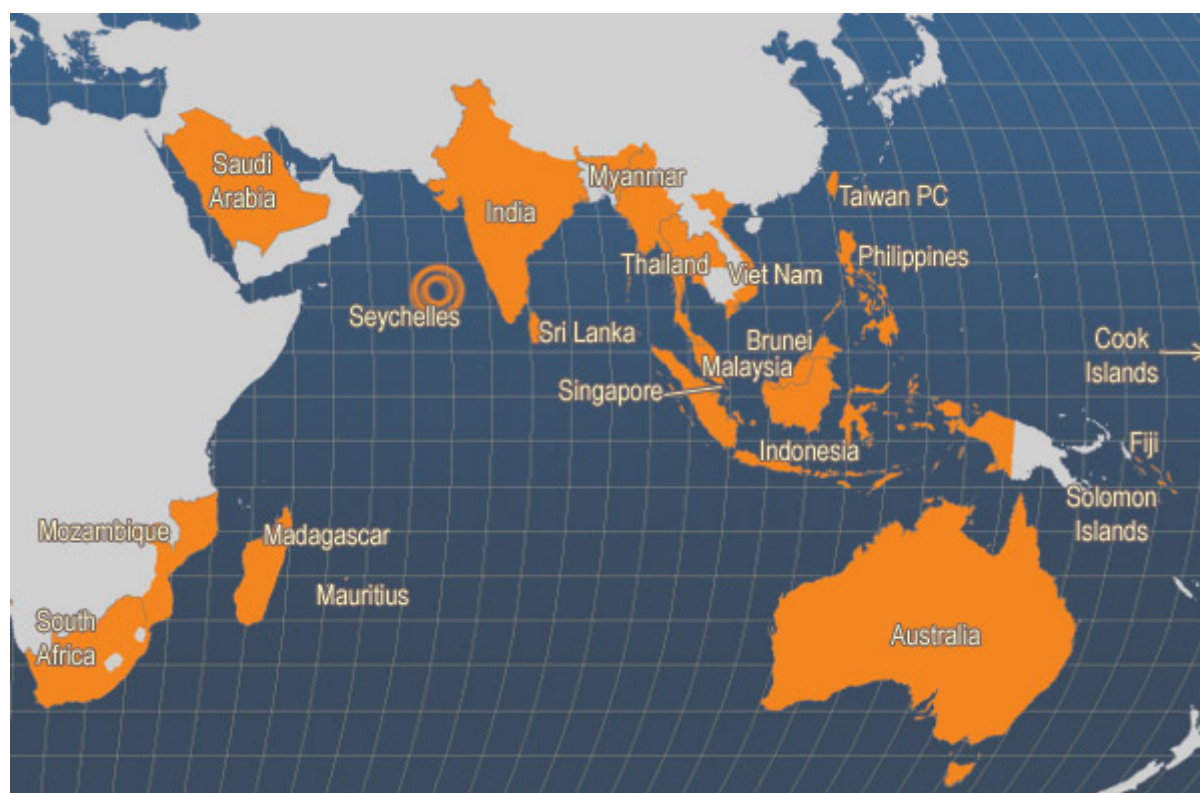 Saudi
Arabia
India
Myanmar
Taiwan PC
Thailand
Viet Nam
Philippines
Seychelles
Sri Lanka
Brunei
Malaysia
Singapore
Cook
Islands
Indonesia
Fiji
Solomon
Islands
Mozambique
Madagascar
Mauritius
South
Africa
Australia